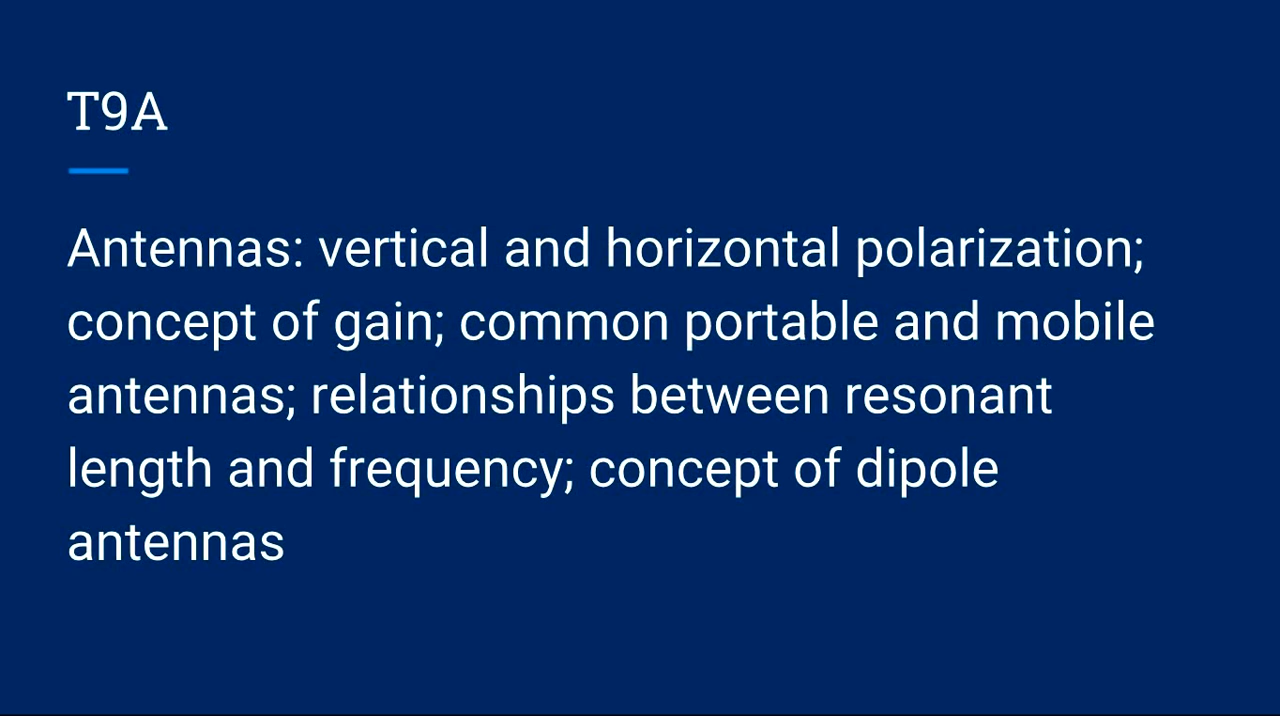 T9A
Antennas: vertical and horizontal polarization;
concept of gain; common portable and mobile
antennas; relationships between resonant
length and frequency; concept of dipole
antennas